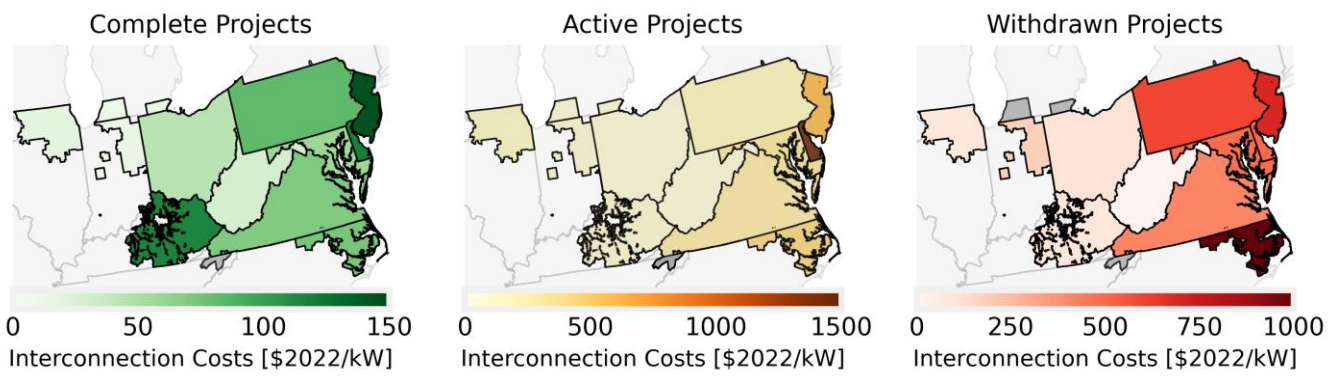 Complete Projects
Active Projects
Withdrawn Projects
0 50 100 150
0 500 1000 1500
0 250 500 750 1000
Interconnection Costs [$2022/kW]
Interconnection Costs [$2022/kW]
Interconnection Costs [$2022/kW]